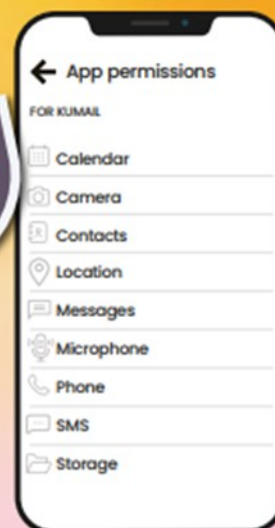 App permissions
FOR KUMAIL
Calendar
Camera
Contacts
Location
Messages
Microphone
Phone
SMS
Storage